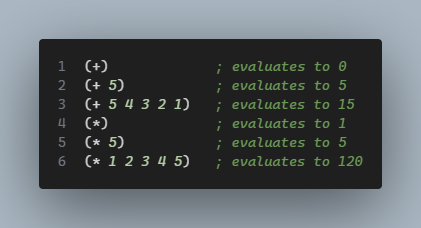 1 (+) ; evaluates to 0
2 (+ 5) ; evaluates to 5
3 (+ 5 4 3 2 1) ; evaluates to 15
4 (*) ; evaluates to 1
5 (* 5) ; evaluates to 5
6 (* 1 2 3 4 5) ; evaluates to 120